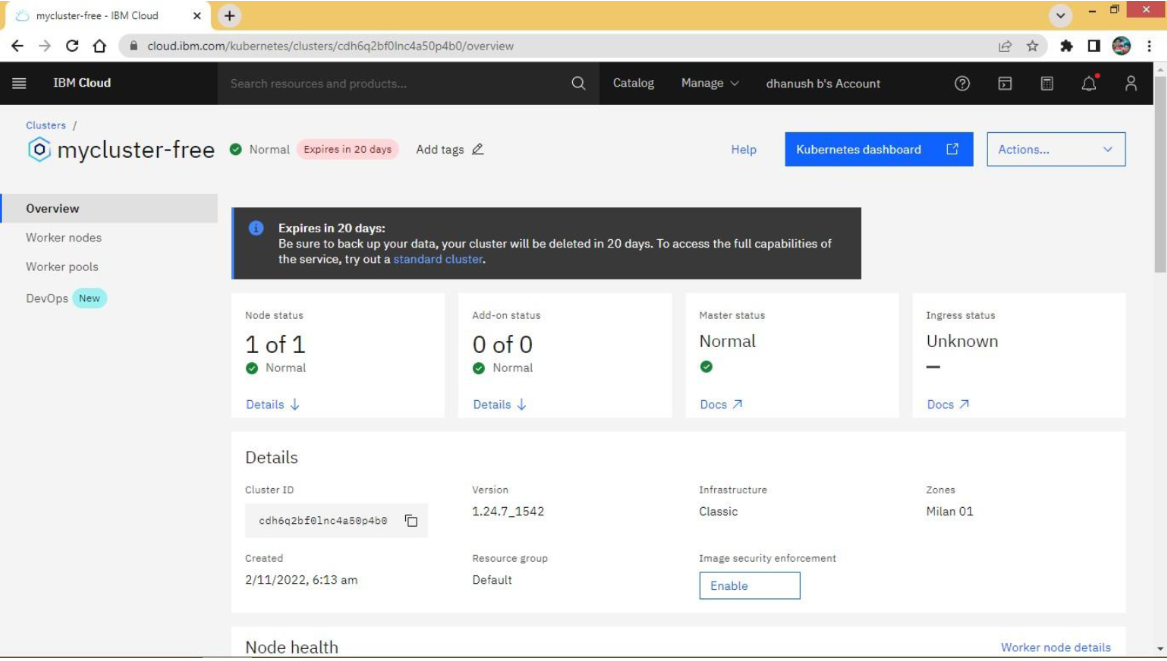 mycluster-free - IBM Cloud
cloud.ibm.com/kubernetes/clusters/cdh6q2bf0lnc4a50p4b0/overview
IBM Cloud Search resources and products... Catalog Manage dhanush b's Account
Clusters /
mycluster-free Normal Expires in 20 days Add tags Help Kubernetes dashboard Actions...
Overview
Worker nodes
Worker pools
DevOps New
Expires in 20 days:
Be sure to back up your data, your cluster will be deleted in 20 days. To access the full capabilities of
the service, try out a standard cluster.
Node status Add-on status Master status Ingress status
1 of 1 0 of 0 Normal Unknown
Normal Normal
Details Details Docs Docs
Details
Cluster ID Version Infrastructure Zones
cdh6q2bf0lnc4a50p4b0 1.24.7_1542 Classic Milan 01
Created Resource group Image security enforcement
2/11/2022, 6:13 am Default Enable
Node health Worker node details